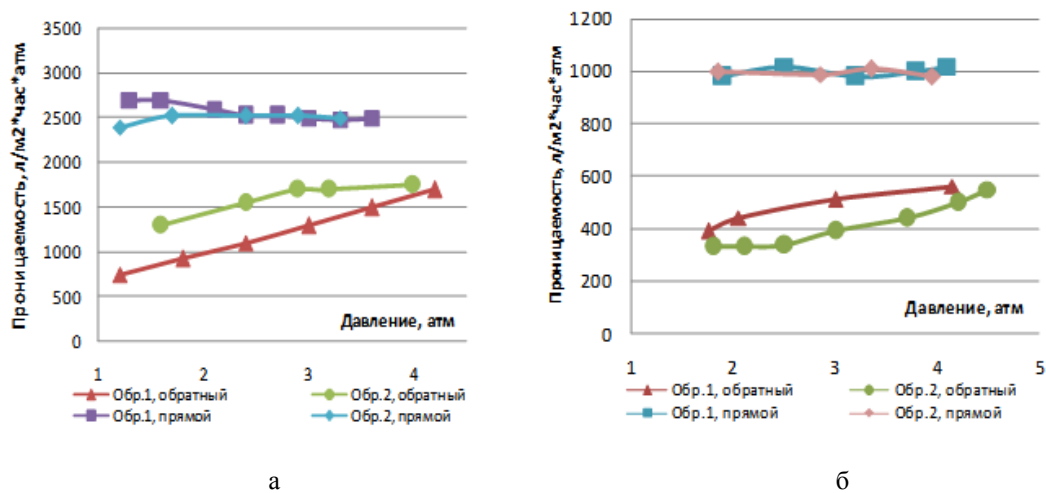 Проницаемость, л/м2*час*атм
3500
3000
2500
2000
1500
1000
500
0
Давление, атм
1 2 3 4
Обр.1, обратный Обр.2, обратный
Обр.1, прямой Обр.2, прямой
а
Проницаемость, л/м2*час*атм
1200
1000
800
600
400
200
0
Давление, атм
1 2 3 4 5
Обр.1, обратный Обр.2, обратный
Обр.1, прямой Обр.2, прямой
б